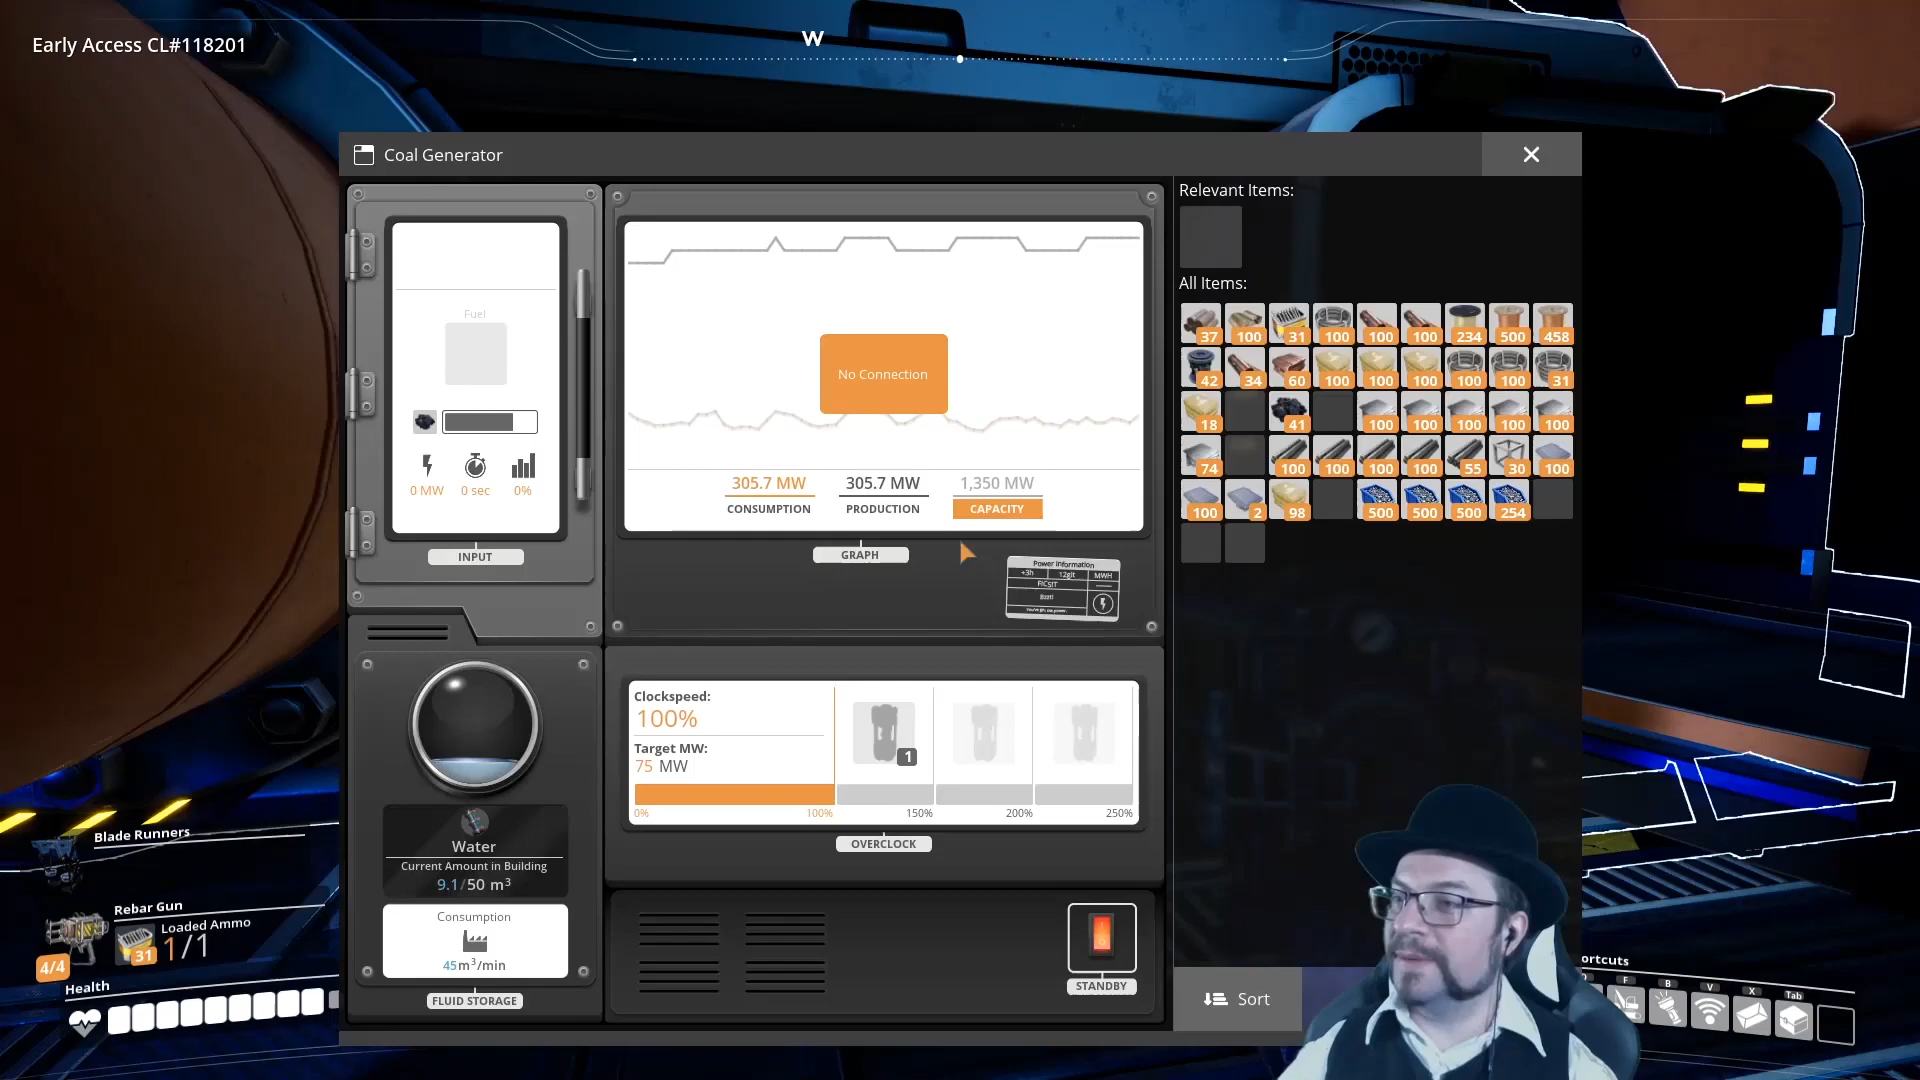 Early Access CL#118201
W
Coal Generator
Relevant Items:
All Items:
Fuel
0 MW
0 sec
0%
INPUT
No Connection
305.7 MW
CONSUMPTION
305.7 MW
PRODUCTION
1,350 MW
CAPACITY
GRAPH
Power Information
+3h
12glt
MWH
FICSIT
Bzzt!
37 100 31 100 100 100 234 500 458
42 34 60 100 100 100 100 100 31
18 41 100 100 100 100 100
74 100 100 100 100 55 30 100
100 2 98 500 500 500 254
Clockspeed:
100%
Target MW:
75 MW
1
0%
100%
150%
200%
250%
OVERCLOCK
Water
Current Amount in Building
9.1/50 m³
Consumption
45m³/min
FLUID STORAGE
STANDBY
Sort
Blade Runners
Rebar Gun
Loaded Ammo
31
1/1
4/4
Health
ortcuts
F
B
V
X
Tab